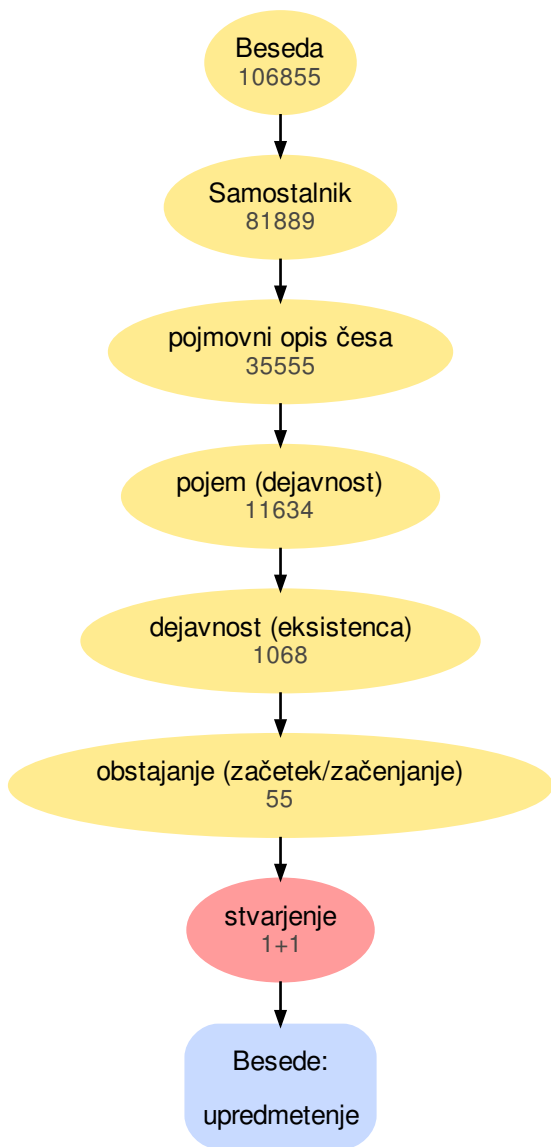 Beseda
106855
Samostalnik
81889
pojmovni opis česa
35555
pojem (dejavnost)
11634
dejavnost (eksistenca)
1068
obstajanje (začetek/začenjanje)
55
stvarjenje
1+1
Besede:
upredmetenje